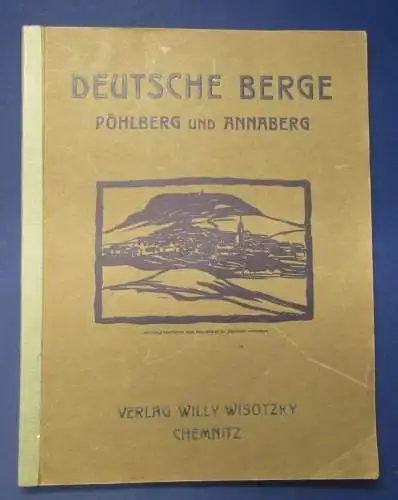 DEUTSCHE BERGE
PÖHLBERG UND ANNABERG
VERLAG WILLY WISOTZKY
CHEMNITZ